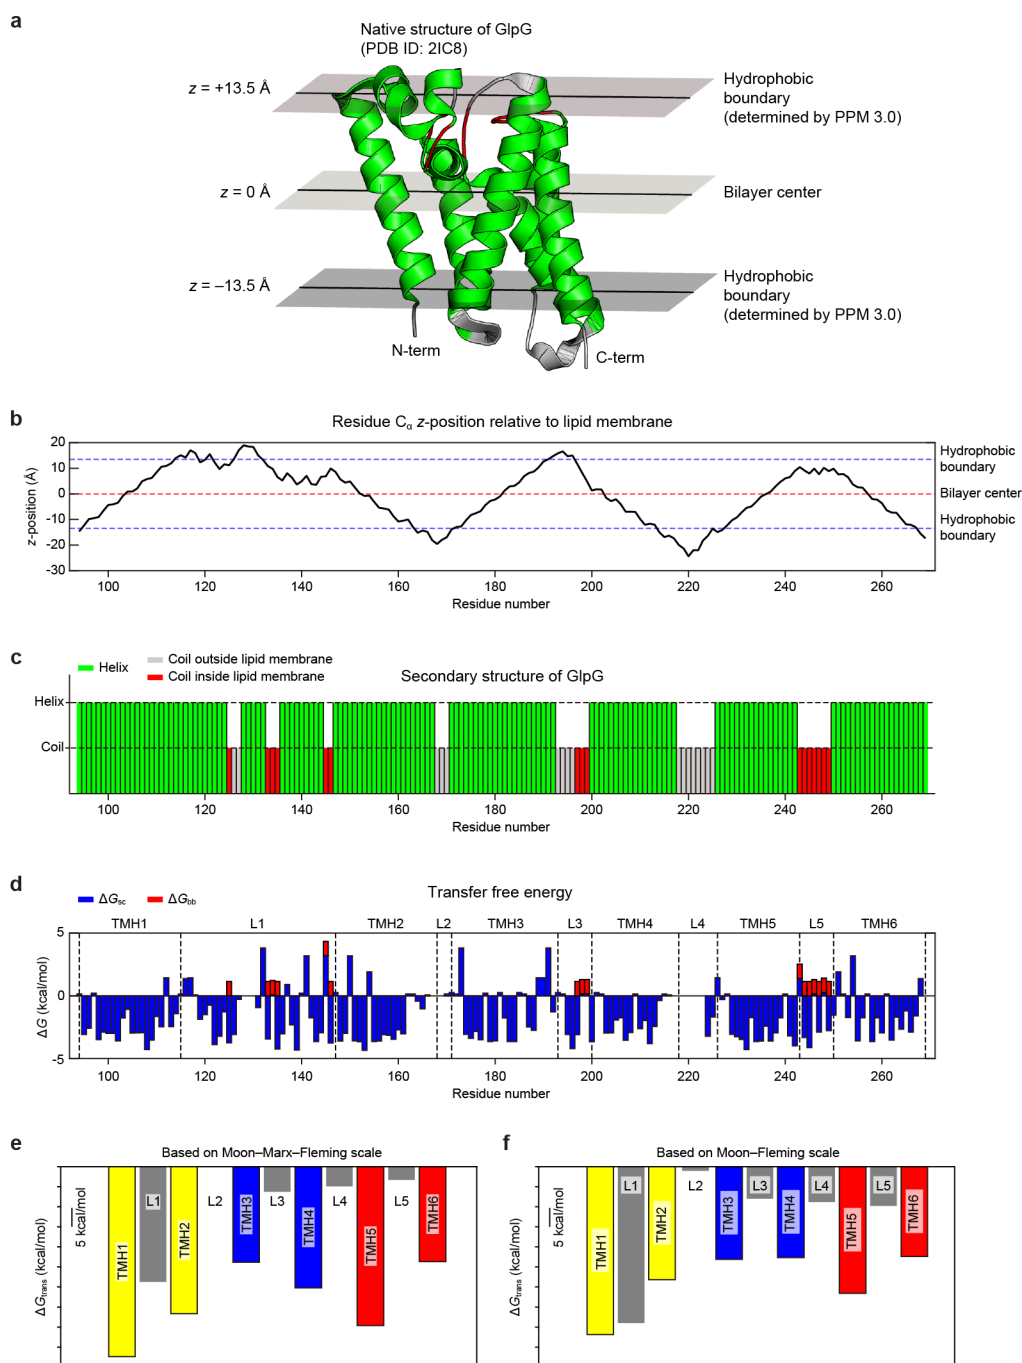 a
Native structure of GlpG
(PDB ID: 2IC8)
z = +13.5 Å
Hydrophobic
boundary
(determined by PPM 3.0)
z = 0 Å
Bilayer center
z = –13.5 Å
Hydrophobic
boundary
(determined by PPM 3.0)
N-term
C-term
b
Residue Cα z-position relative to lipid membrane
z-position (Å)
20
10
0
-10
-20
-30
Hydrophobic
boundary
Bilayer center
Hydrophobic
boundary
100 120 140 160 180 200 220 240 260
Residue number
c
Helix
Coil outside lipid membrane
Coil inside lipid membrane
Secondary structure of GlpG
Helix
Coil
100 120 140 160 180 200 220 240 260
Residue number
d
ΔGsc
ΔGbb
Transfer free energy
TMH1 L1 TMH2 L2 TMH3 L3 TMH4 L4 TMH5 L5 TMH6
ΔG (kcal/mol)
5
0
-5
100 120 140 160 180 200 220 240 260
Residue number
e
Based on Moon–Marx–Fleming scale
ΔGtrans (kcal/mol)
5 kcal/mol
TMH1
L1
TMH2
L2
TMH3
L3
TMH4
L4
TMH5
L5
TMH6
f
Based on Moon–Fleming scale
ΔGtrans (kcal/mol)
5 kcal/mol
TMH1
L1
TMH2
L2
TMH3
L3
TMH4
L4
TMH5
L5
TMH6